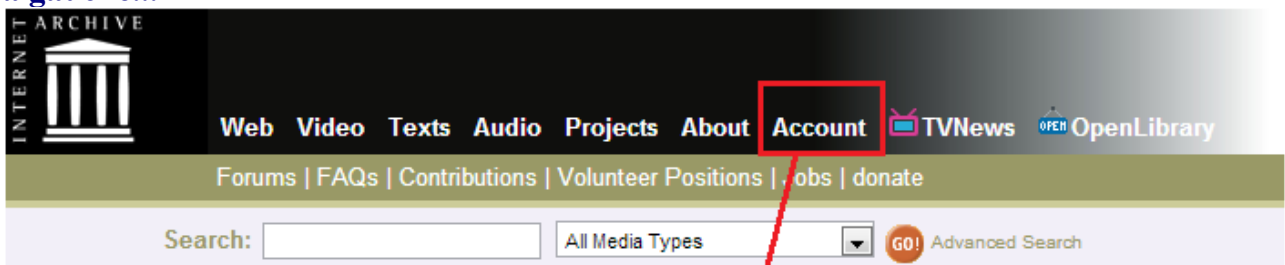 INTERNET ARCHIVE
Web Video Texts Audio Projects About Account TVNews OPEN OpenLibrary
Forums | FAQs | Contributions | Volunteer Positions | Jobs | donate
Search: All Media Types GO! Advanced Search